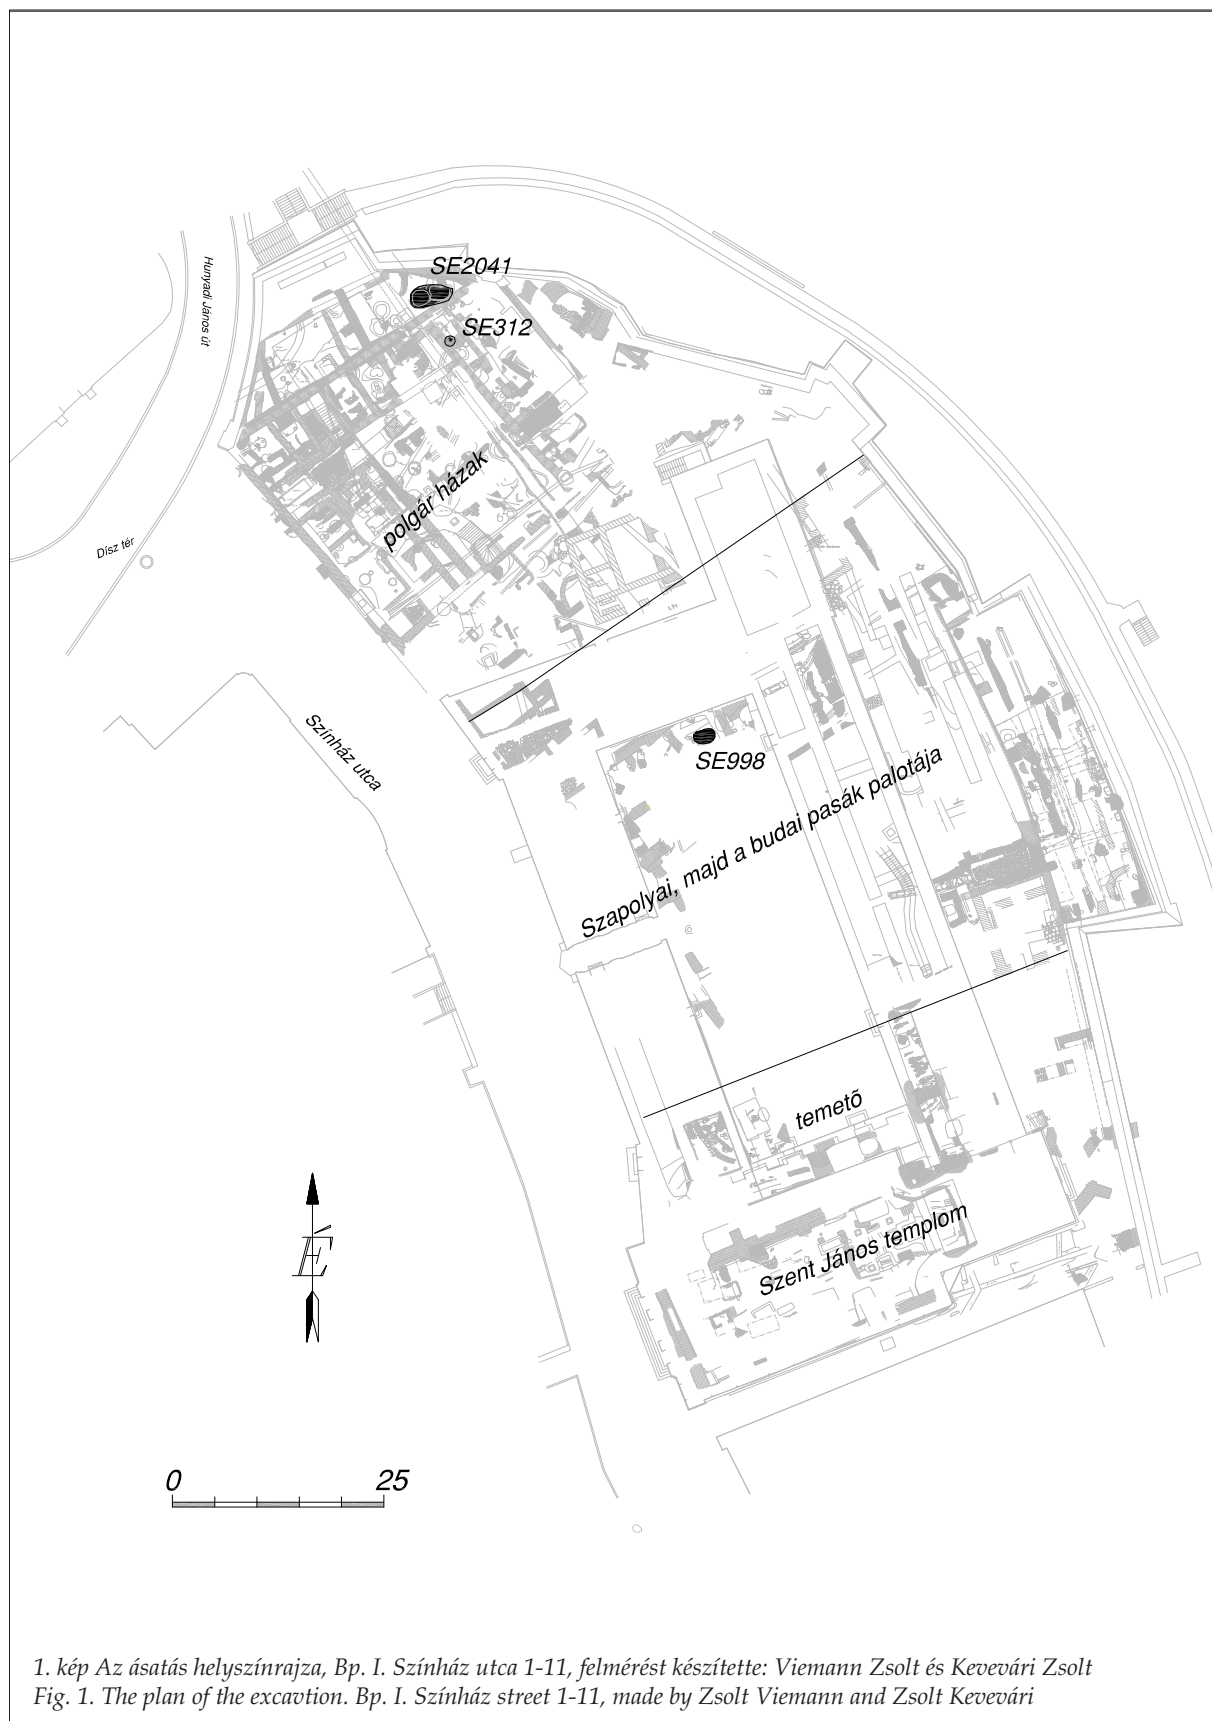 SE2041
Hunyadi János út
SE312
polgár házak
Dísz tér
Színház utca
SE998
Szapolyai, majd a budai pasák palotája
temető
Szent János templom
É
0 25
1. kép Az ásatás helyszínrajza, Bp. I. Színház utca 1-11, felmérést készítette: Viemann Zsolt és Kevevári Zsolt
Fig. 1. The plan of the excavtion. Bp. I. Színház street 1-11, made by Zsolt Viemann and Zsolt Kevevári